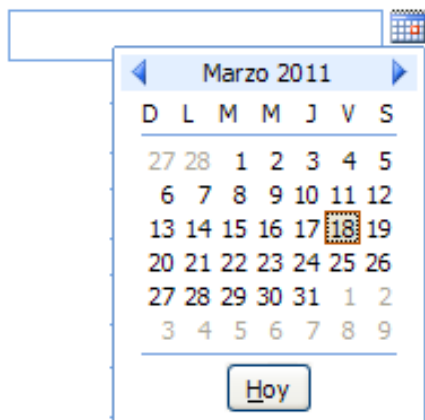 Marzo 2011
D L M M J V S
27 28 1 2 3 4 5
6 7 8 9 10 11 12
13 14 15 16 17 18 19
20 21 22 23 24 25 26
27 28 29 30 31 1 2
3 4 5 6 7 8 9
Hoy